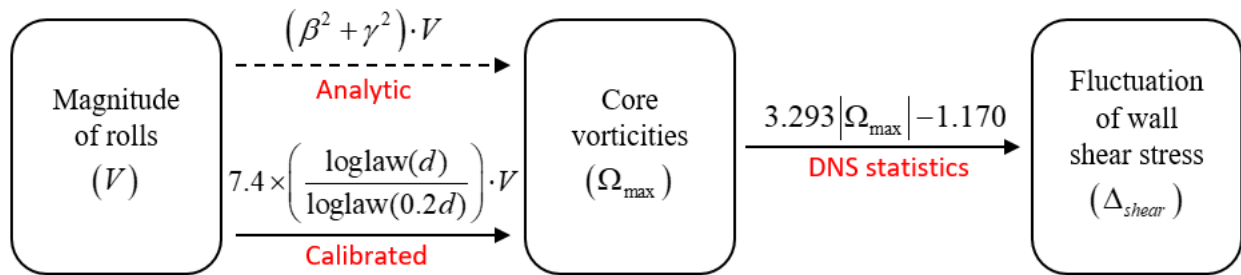 Magnitude
of rolls
(V)
(β² + γ²)·V
Analytic
7.4×(loglaw(d)/loglaw(0.2d))·V
Calibrated
Core
vorticities
(Ω_max)
3.293|Ω_max|−1.170
DNS statistics
Fluctuation
of wall
shear stress
(Δ_shear)